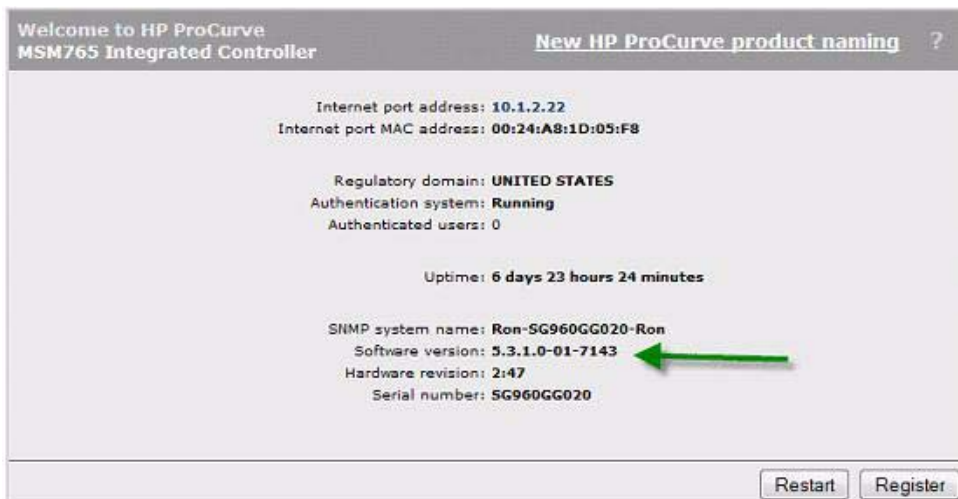 Welcome to HP ProCurve
MSM765 Integrated Controller
New HP ProCurve product naming ?
Internet port address: 10.1.2.22
Internet port MAC address: 00:24:A8:1D:05:F8
Regulatory domain: UNITED STATES
Authentication system: Running
Authenticated users: 0
Uptime: 6 days 23 hours 24 minutes
SNMP system name: Ron-SG960GG020-Ron
Software version: 5.3.1.0-01-7143
Hardware revision: 2:47
Serial number: SG960GG020
Restart Register